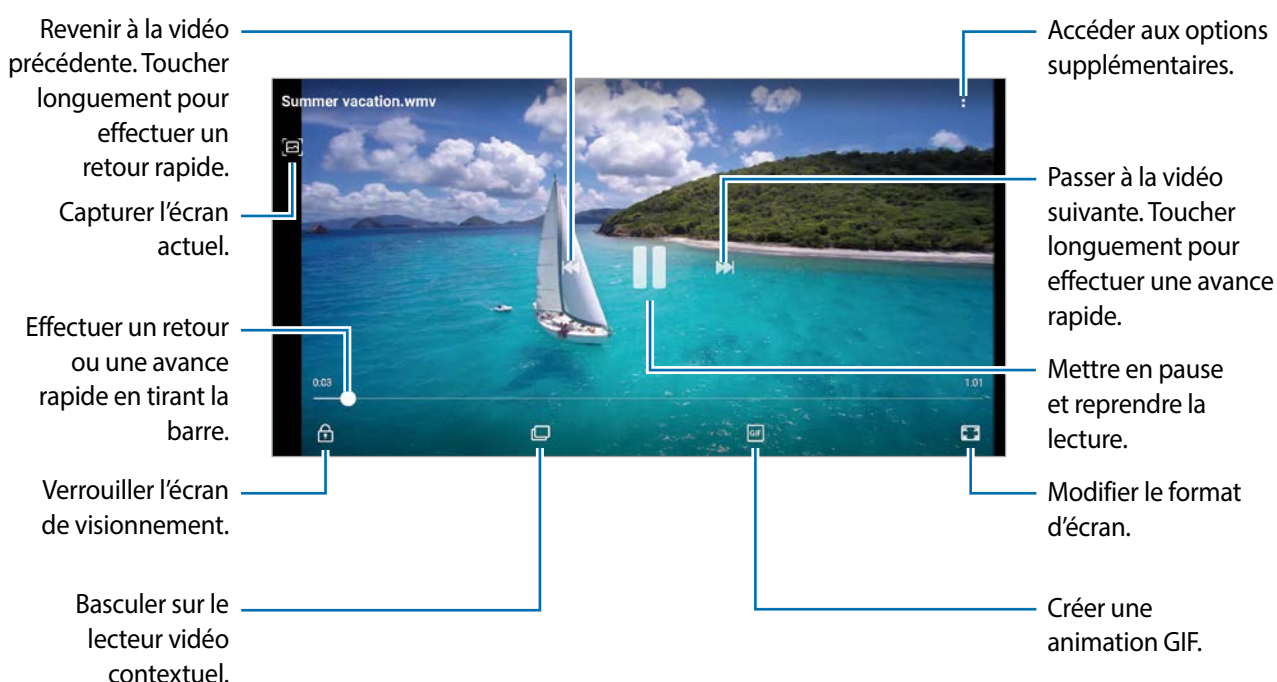 Revenir à la vidéo
précédente. Toucher
longuement pour
effectuer un
retour rapide.
Capturer l’écran
actuel.
Effectuer un retour
ou une avance
rapide en tirant la
barre.
Verrouiller l’écran
de visionnement.
Basculer sur le
lecteur vidéo
contextuel.
Summer vacation.wmv
0:03
1:01
GIF
Accéder aux options
supplémentaires.
Passer à la vidéo
suivante. Toucher
longuement pour
effectuer une avance
rapide.
Mettre en pause
et reprendre la
lecture.
Modifier le format
d’écran.
Créer une
animation GIF.